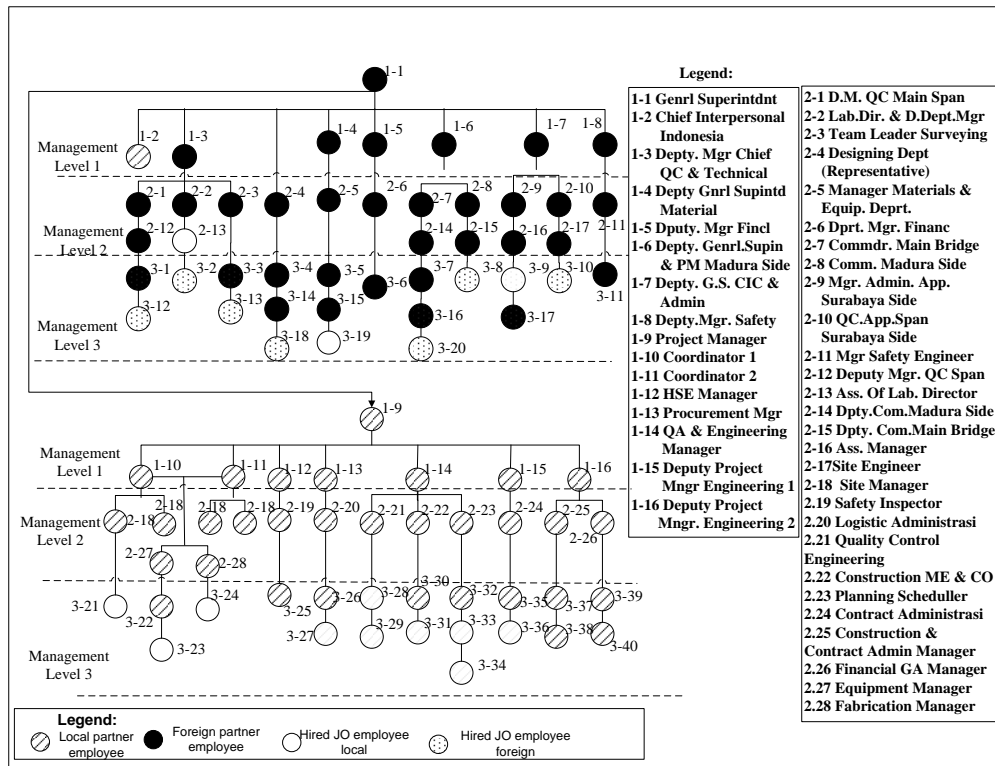 1-1
1-2
1-3
1-4
1-5
1-6
1-7
1-8
Management
Level 1
2-1
2-2
2-3
2-4
2-5
2-6
2-7
2-8
2-9
2-10
2-11
2-12
2-13
2-14
2-15
2-16
2-17
Management
Level 2
3-1
3-2
3-3
3-4
3-5
3-6
3-7
3-8
3-9
3-10
3-11
3-12
3-13
3-14
3-15
3-16
3-17
3-18
3-19
3-20
Management
Level 3
1-9
1-10
1-11
1-12
1-13
1-14
1-15
1-16
Management
Level 1
2-18
2-18
2-18
2-18
2-19
2-20
2-21
2-22
2-23
2-24
2-25
2-26
2-27
2-28
Management
Level 2
3-21
3-22
3-23
3-24
3-25
3-26
3-27
3-28
3-29
3-30
3-31
3-32
3-33
3-34
3-35
3-36
3-37
3-38
3-39
3-40
Management
Level 3
Legend:
Local partner
employee
Foreign partner
employee
Hired JO employee
local
Hired JO employee
foreign
Legend:
1-1 Genrl Superintdnt
1-2 Chief Interpersonal
Indonesia
1-3 Depty. Mgr Chief
QC & Technical
1-4 Depty Gnrl Supintd
Material
1-5 Dputy. Mgr Fincl
1-6 Depty. Genrl.Supin
& PM Madura Side
1-7 Depty. G.S. CIC &
Admin
1-8 Depty.Mgr. Safety
1-9 Project Manager
1-10 Coordinator 1
1-11 Coordinator 2
1-12 HSE Manager
1-13 Procurement Mgr
1-14 QA & Engineering
Manager
1-15 Deputy Project
Mngr Engineering 1
1-16 Deputy Project
Mngr. Engineering 2
2-1 D.M. QC Main Span
2-2 Lab.Dir. & D.Dept.Mgr
2-3 Team Leader Surveying
2-4 Designing Dept
(Representative)
2-5 Manager Materials &
Equip. Deprt.
2-6 Dprt. Mgr. Financ
2-7 Commdr. Main Bridge
2-8 Comm. Madura Side
2-9 Mgr. Admin. App.
Surabaya Side
2-10 QC.App.Span
Surabaya Side
2-11 Mgr Safety Engineer
2-12 Deputy Mgr. QC Span
2-13 Ass. Of Lab. Director
2-14 Dpty.Com.Madura Side
2-15 Dpty. Com.Main Bridge
2-16 Ass. Manager
2-17Site Engineer
2-18 Site Manager
2.19 Safety Inspector
2.20 Logistic Administrasi
2.21 Quality Control
Engineering
2.22 Construction ME & CO
2.23 Planning Scheduller
2.24 Contract Administrasi
2.25 Construction &
Contract Admin Manager
2.26 Financial GA Manager
2.27 Equipment Manager
2.28 Fabrication Manager